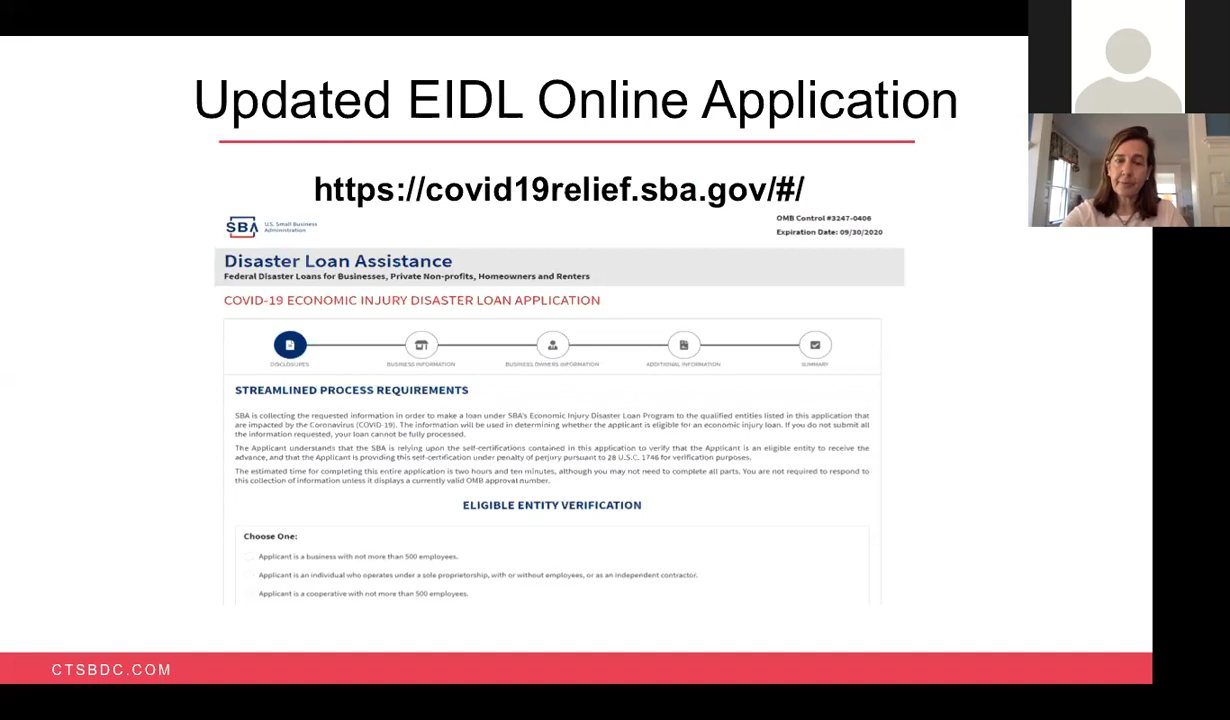 Updated EIDL Online Application
https://covid19relief.sba.gov/#/
SBA
U.S. Small Business
Administration
OMB Control #3247-0406
Expiration Date: 09/30/2020
Disaster Loan Assistance
Federal Disaster Loans for Businesses, Private Non-profits, Homeowners and Renters
COVID-19 ECONOMIC INJURY DISASTER LOAN APPLICATION
DISCLOSURES
BUSINESS INFORMATION
BUSINESS OWNERS INFORMATION
ADDITIONAL INFORMATION
SUMMARY
STREAMLINED PROCESS REQUIREMENTS
SBA is collecting the requested information in order to make a loan under SBA's Economic Injury Disaster Loan Program to the qualified entities listed in this application that
are impacted by the Coronavirus (COVID-19). The information will be used in determining whether the applicant is eligible for an economic injury loan. If you do not submit all
the information requested, your loan cannot be fully processed.
The Applicant understands that the SBA is relying upon the self-certifications contained in this application to verify that the Applicant is an eligible entity to receive the
advance, and that the Applicant is providing this self-certification under penalty of perjury pursuant to 28 U.S.C. 1746 for verification purposes.
The estimated time for completing this entire application is two hours and ten minutes, although you may not need to complete all parts. You are not required to respond to
this collection of information unless it displays a currently valid OMB approval number.
ELIGIBLE ENTITY VERIFICATION
Choose One:
Applicant is a business with not more than 500 employees.
Applicant is an individual who operates under a sole proprietorship, with or without employees, or as an independent contractor.
Applicant is a cooperative with not more than 500 employees.
CTSBDC.COM